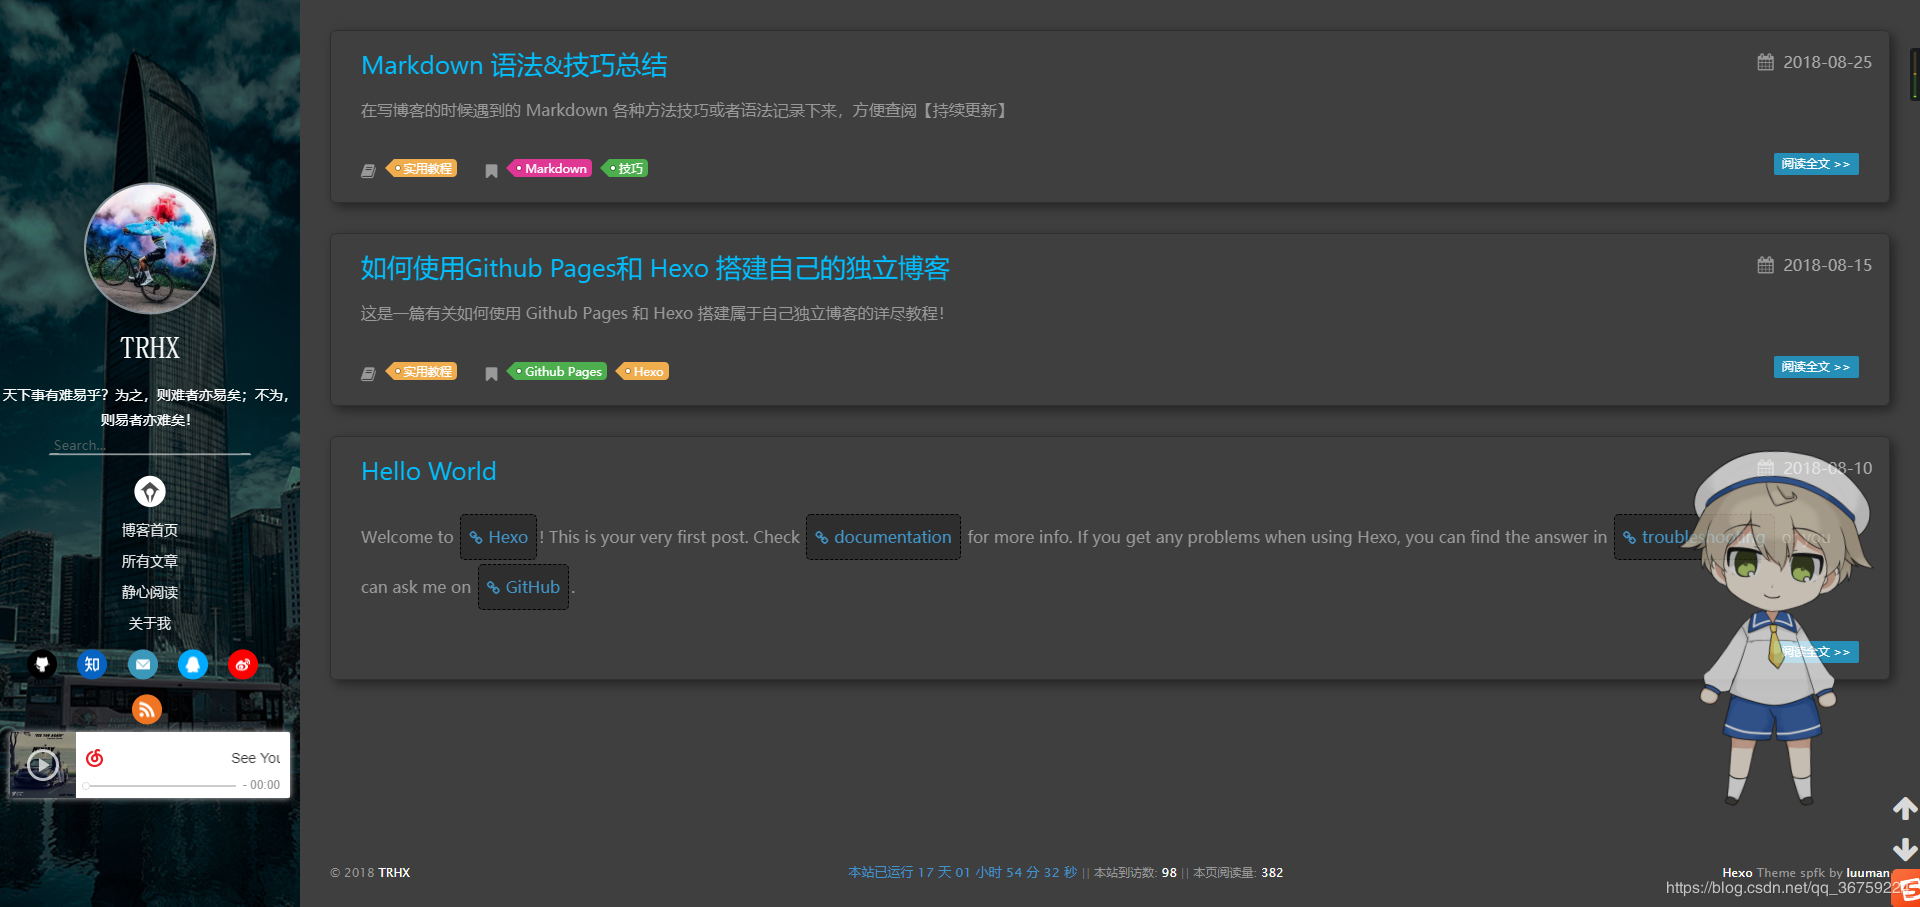 TRHX
天下事有难易乎？为之，则难者亦易矣；不为，
则易者亦难矣！
Search...
博客首页
所有文章
静心阅读
关于我
知
See You
- 00:00
Markdown 语法&技巧总结
2018-08-25
在写博客的时候遇到的 Markdown 各种方法技巧或者语法记录下来，方便查阅【持续更新】
实用教程 Markdown 技巧
阅读全文 >>
如何使用Github Pages和 Hexo 搭建自己的独立博客
2018-08-15
这是一篇有关如何使用 Github Pages 和 Hexo 搭建属于自己独立博客的详尽教程！
实用教程 Github Pages Hexo
阅读全文 >>
Hello World
2018-08-10
Welcome to Hexo ! This is your very first post. Check documentation for more info. If you get any problems when using Hexo, you can find the answer in troubleshooting or you
can ask me on GitHub .
阅读全文 >>
© 2018 TRHX
本站已运行 17 天 01 小时 54 分 32 秒 || 本站到访数: 98 || 本页阅读量: 382
Hexo Theme spfk by luuman
https://blog.csdn.net/qq_3675922